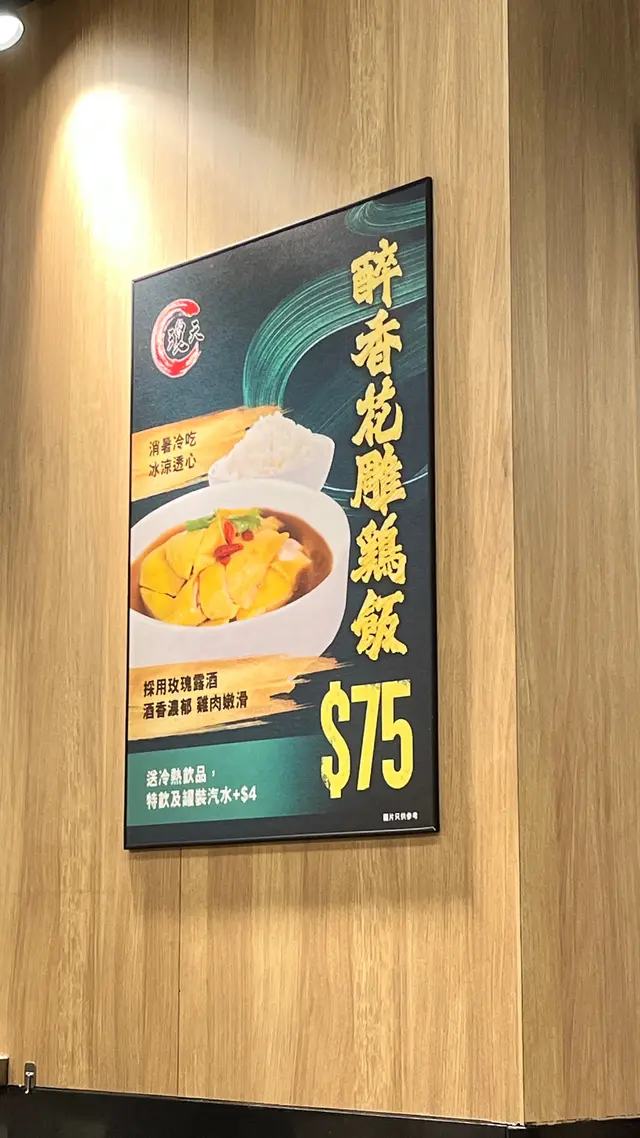 醉香花雕鷄飯
消暑冷吃
冰涼透心
採用玫瑰露酒
酒香濃郁 雞肉嫩滑
$75
送冷熱飲品，
特飲及罐裝汽水+$4
圖片只供參考